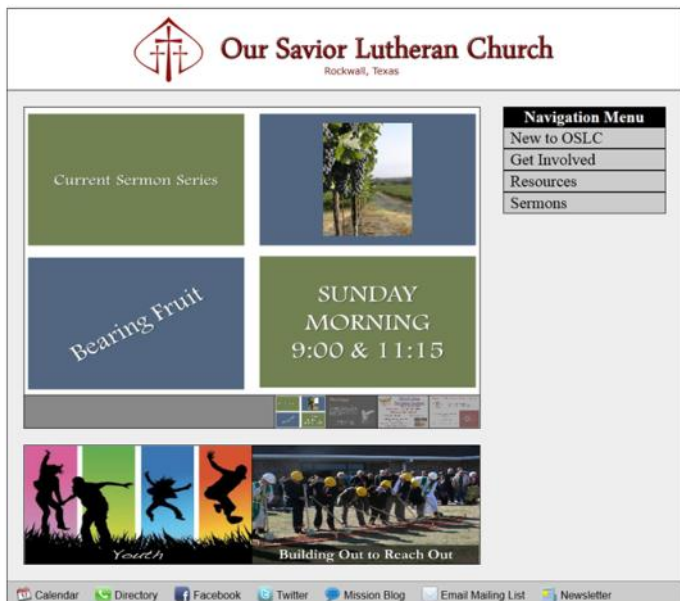 Our Savior Lutheran Church
Rockwall, Texas
Current Sermon Series
Bearing Fruit
SUNDAY
MORNING
9:00 & 11:15
Navigation Menu
New to OSLC
Get Involved
Resources
Sermons
Youth
Building Out to Reach Out
Calendar Directory Facebook Twitter Mission Blog Email Mailing List Newsletter